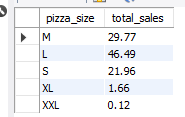 pizza_size total_sales
M 29.77
L 46.49
S 21.96
XL 1.66
XXL 0.12